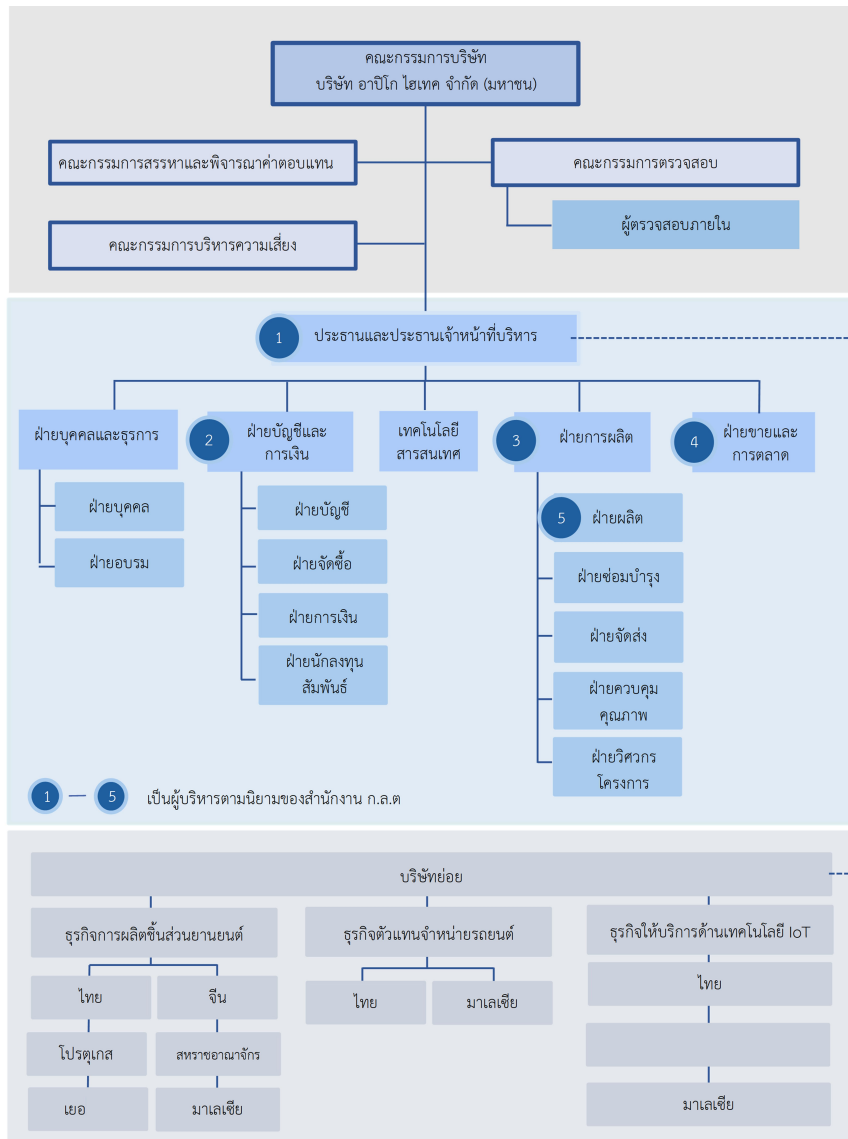 คณะกรรมการบริษัท
บริษัท อาปิโก ไฮเทค จำกัด (มหาชน)
คณะกรรมการสรรหาและพิจารณาค่าตอบแทน
คณะกรรมการตรวจสอบ
ผู้ตรวจสอบภายใน
คณะกรรมการบริหารความเสี่ยง
1 ประธานและประธานเจ้าหน้าที่บริหาร
ฝ่ายบุคคลและธุรการ
2 ฝ่ายบัญชีและ
การเงิน
เทคโนโลยี
สารสนเทศ
3 ฝ่ายการผลิต
4 ฝ่ายขายและ
การตลาด
ฝ่ายบุคคล
ฝ่ายอบรม
ฝ่ายบัญชี
ฝ่ายจัดซื้อ
ฝ่ายการเงิน
ฝ่ายนักลงทุน
สัมพันธ์
5 ฝ่ายผลิต
ฝ่ายซ่อมบำรุง
ฝ่ายจัดส่ง
ฝ่ายควบคุม
คุณภาพ
ฝ่ายวิศวกร
โครงการ
1 — 5 เป็นผู้บริหารตามนิยามของสำนักงาน ก.ล.ต
บริษัทย่อย
ธุรกิจการผลิตชิ้นส่วนยานยนต์
ไทย
จีน
โปรตุเกส
สหราชอาณาจักร
เยอ
มาเลเซีย
ธุรกิจตัวแทนจำหน่ายรถยนต์
ไทย
มาเลเซีย
ธุรกิจให้บริการด้านเทคโนโลยี IoT
ไทย
มาเลเซีย